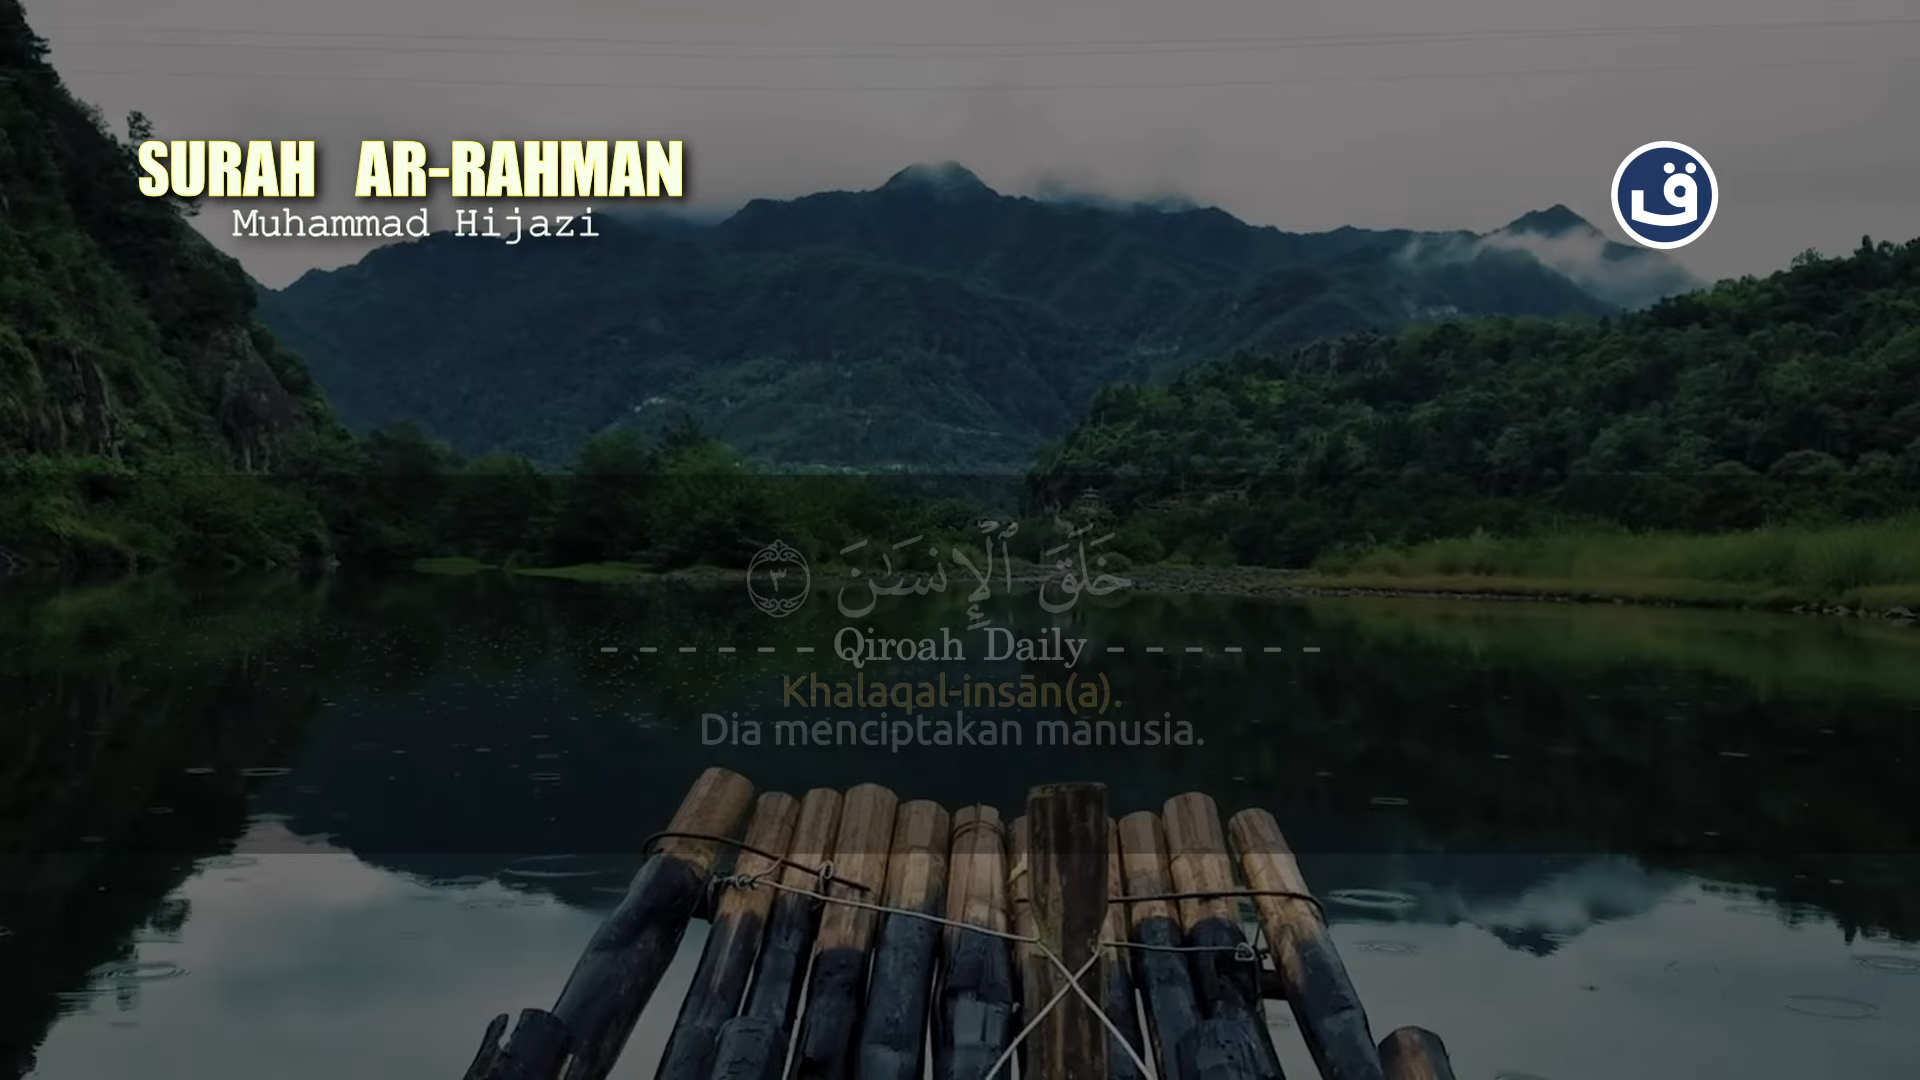 SURAH AR-RAHMAN
Muhammad Hijazi
ق
خَلَقَ ٱلْإِنسَـٰنَ ٣
- - - - - - Qiroah Daily - - - - - -
Khalaqal-insān(a).
Dia menciptakan manusia.